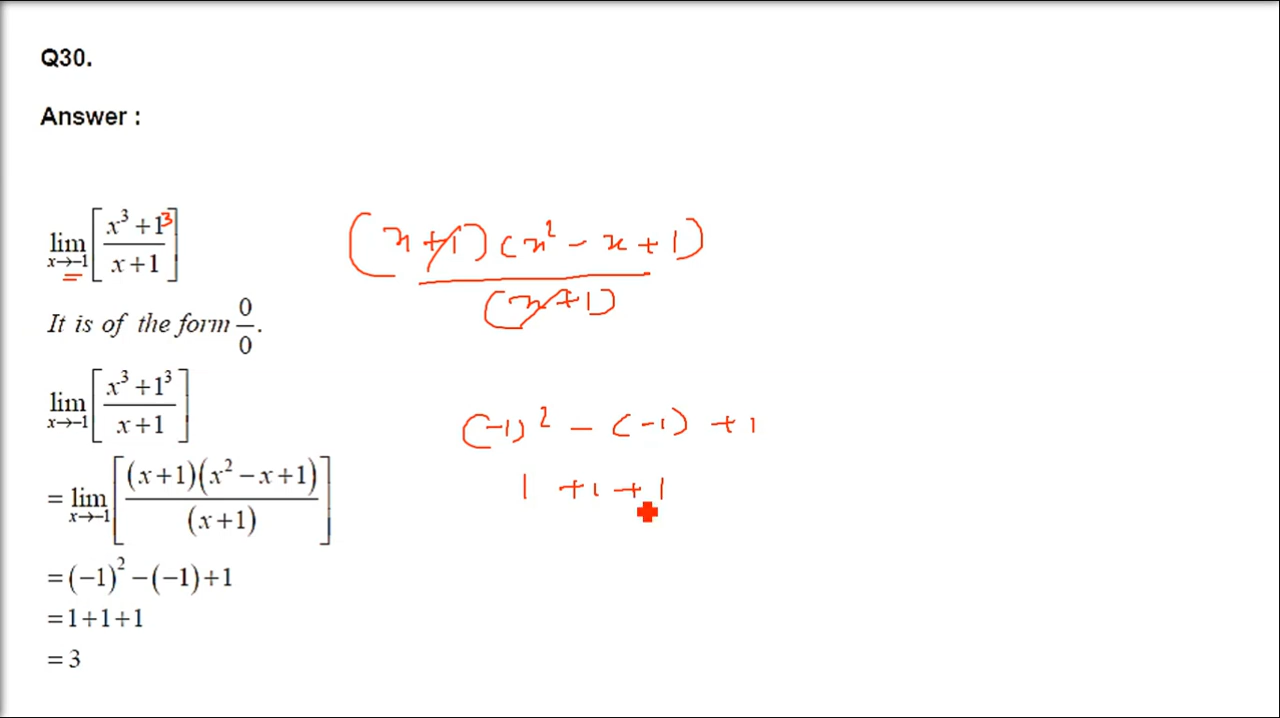 Q30.
Answer :
lim x→-1 [ (x³ + 1³) / (x + 1) ]
It is of the form 0/0.
lim x→-1 [ (x³ + 1³) / (x + 1) ]
= lim x→-1 [ (x+1)(x² − x + 1) / (x+1) ]
= (−1)² − (−1) + 1
= 1 + 1 + 1
= 3
(x+1)(x² − x + 1)
(x+1)
(-1)² − (-1) + 1
1 + 1 + 1